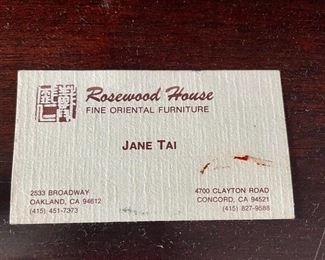 Rosewood House
FINE ORIENTAL FURNITURE
JANE TAI
2533 BROADWAY
OAKLAND, CA 94612
(415) 451-7373
4700 CLAYTON ROAD
CONCORD, CA 94521
(415) 827-9588